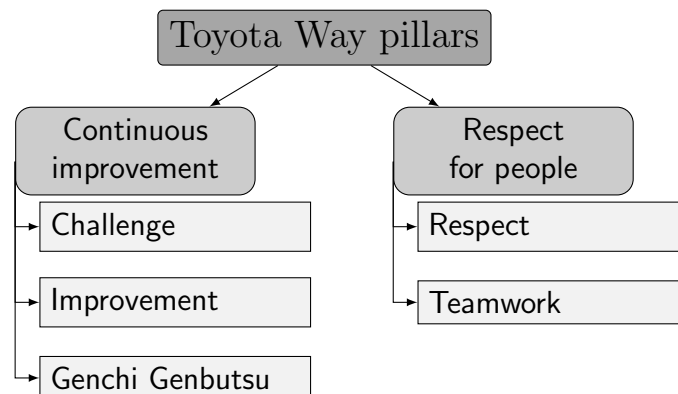 Toyota Way pillars
Continuous
improvement
Challenge
Improvement
Genchi Genbutsu
Respect
for people
Respect
Teamwork